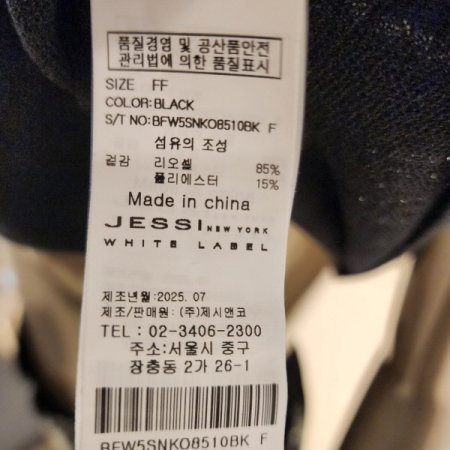 품질경영 및 공산품안전
관리법에 의한 품질표시
SIZE FF
COLOR:BLACK
S/T NO:BFW5SNKO8510BK F
섬유의 조성
겉감 리오셀 85%
폴리에스터 15%
Made in china
JESSI NEW YORK
WHITE LABEL
제조년월:2025. 07
제조/판매원: (주)제시앤코
TEL : 02-3406-2300
주소:서울시 중구
장충동 2가 26-1
BFW5SNKO8510BK F